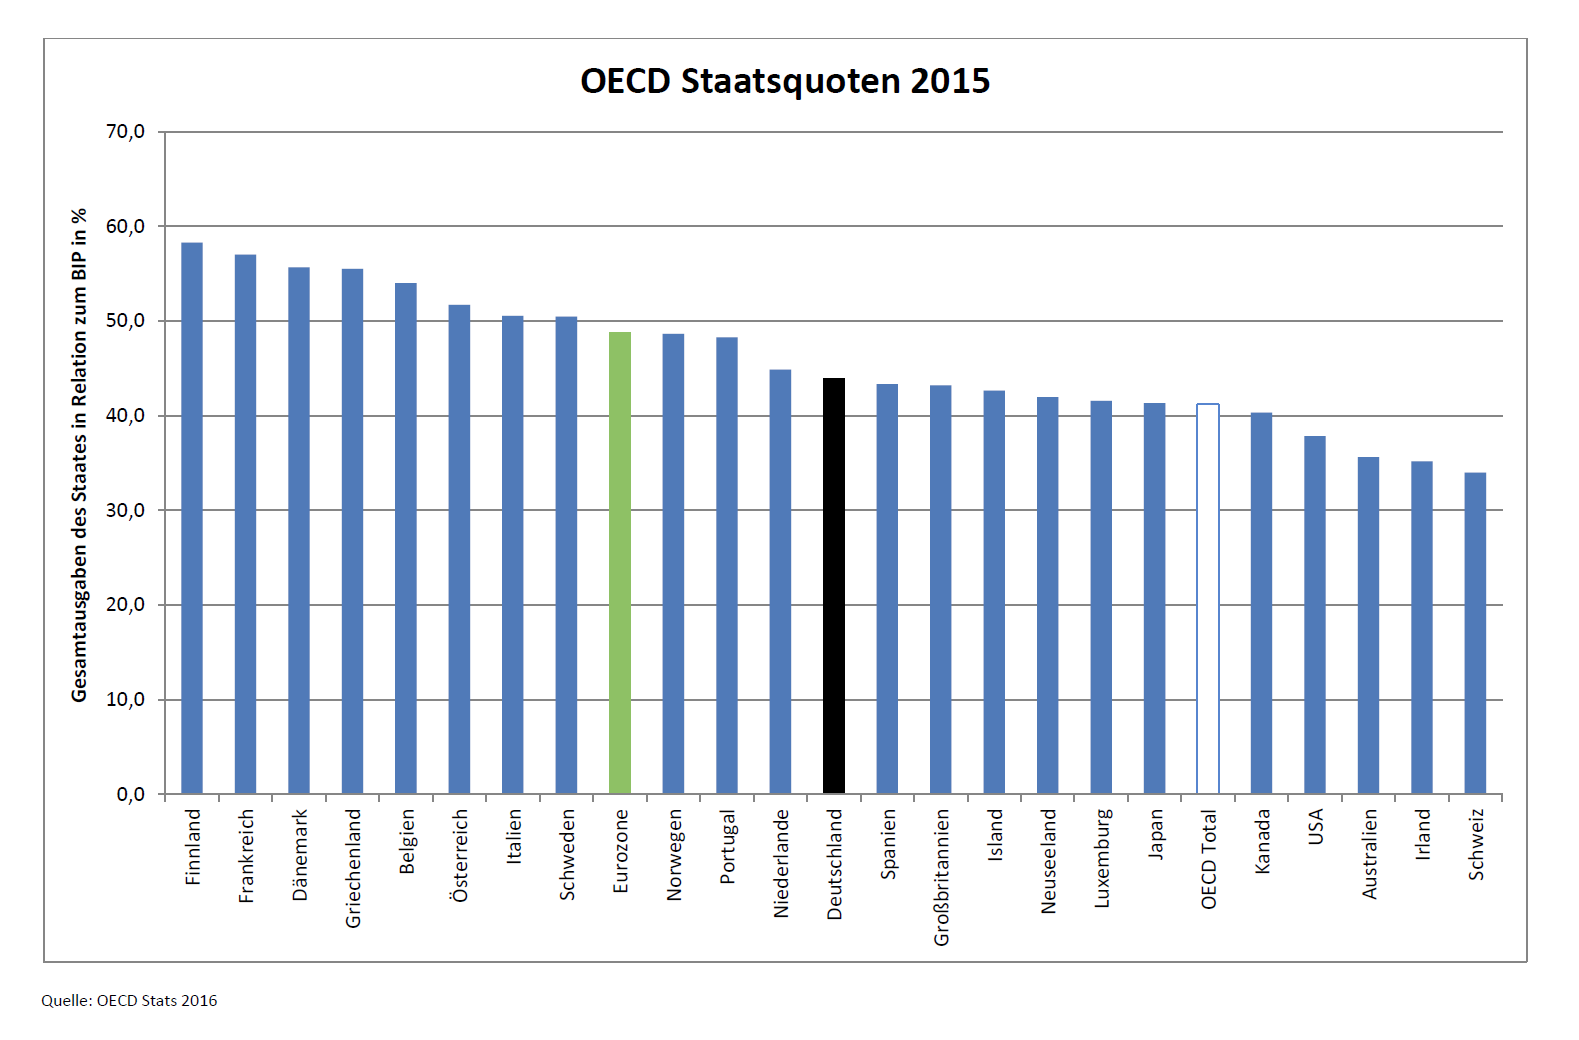 OECD Staatsquoten 2015
Gesamtausgaben des Staates in Relation zum BIP in %
70,0
60,0
50,0
40,0
30,0
20,0
10,0
0,0
Finnland
Frankreich
Dänemark
Griechenland
Belgien
Österreich
Italien
Schweden
Eurozone
Norwegen
Portugal
Niederlande
Deutschland
Spanien
Großbritannien
Island
Neuseeland
Luxemburg
Japan
OECD Total
Kanada
USA
Australien
Irland
Schweiz
Quelle: OECD Stats 2016